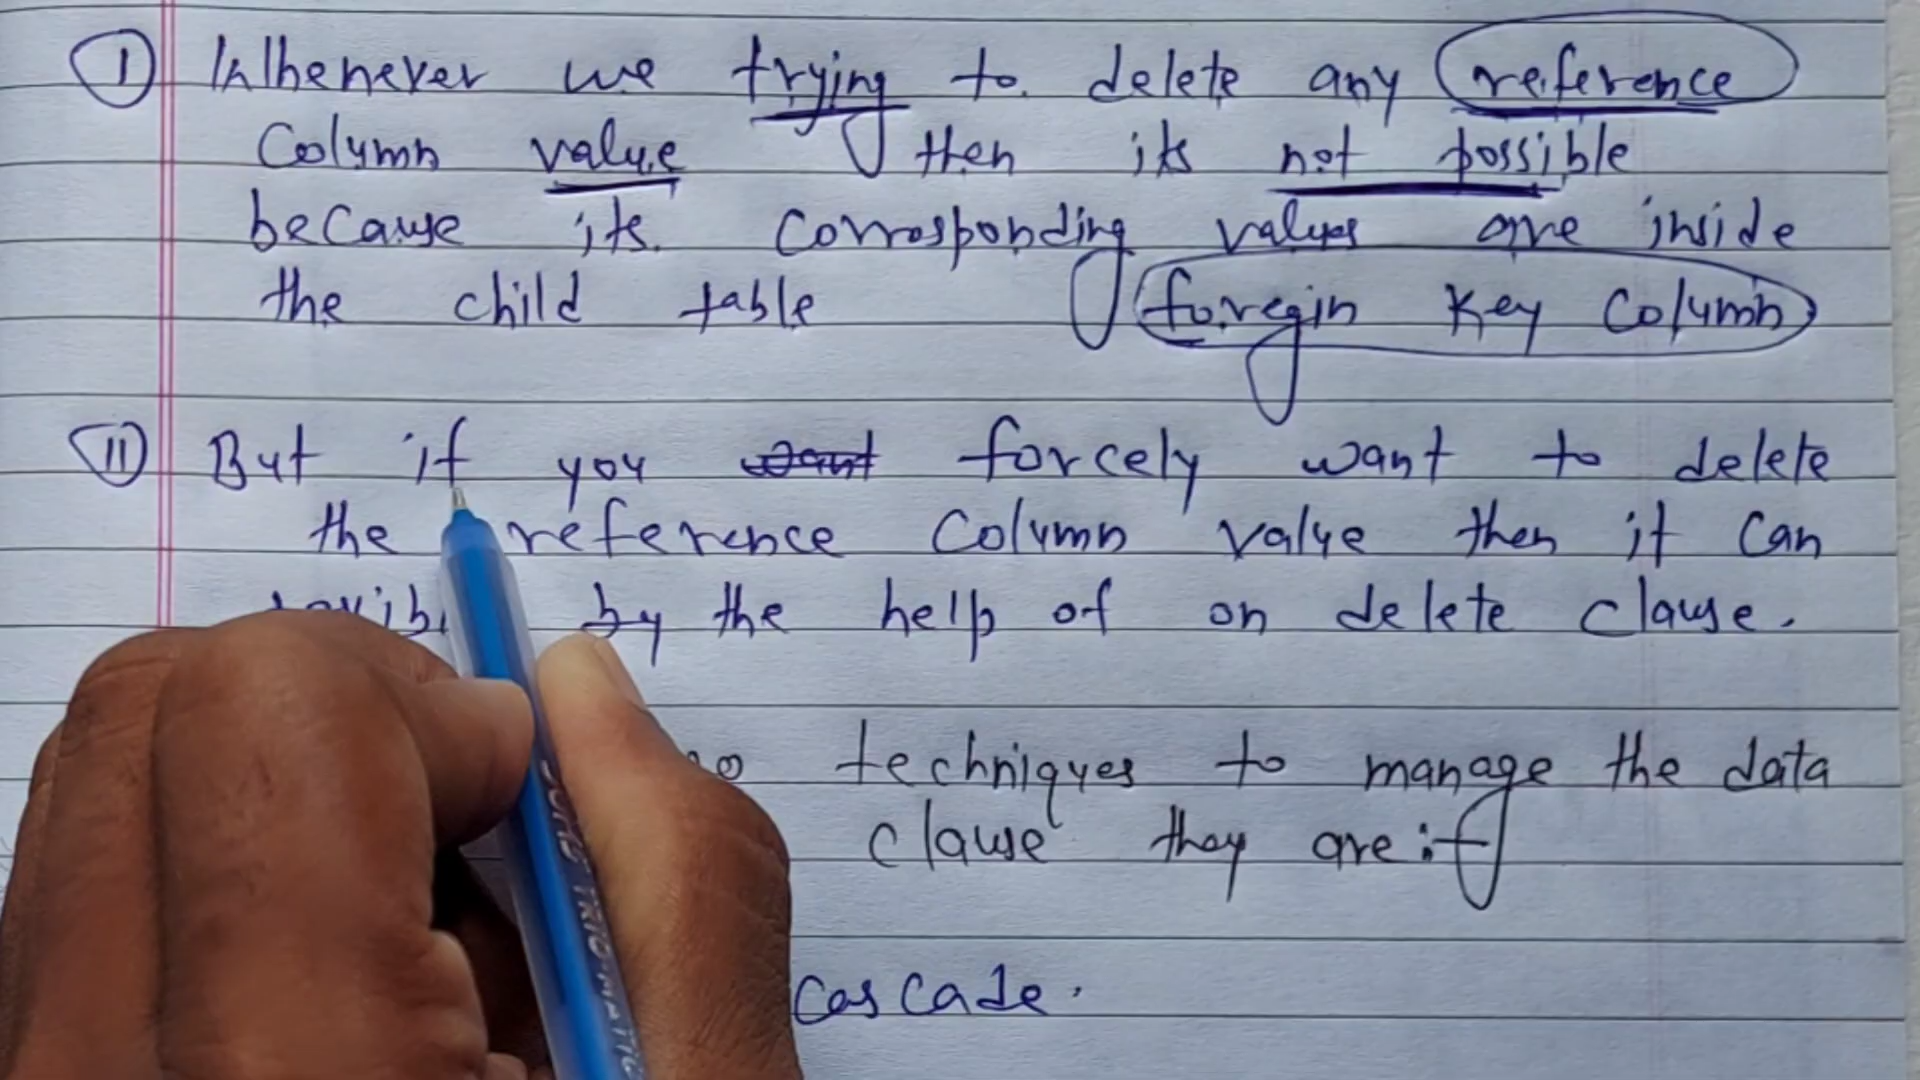 I Whenever we trying to delete any reference
Column value then its not possible
because its corrosponding values are inside
the child table foregin key column
II But if you want forcely want to delete
the reference column value then it can
by the help of on delete clause.
techniques to manage the data
clause they are :-
cascade.